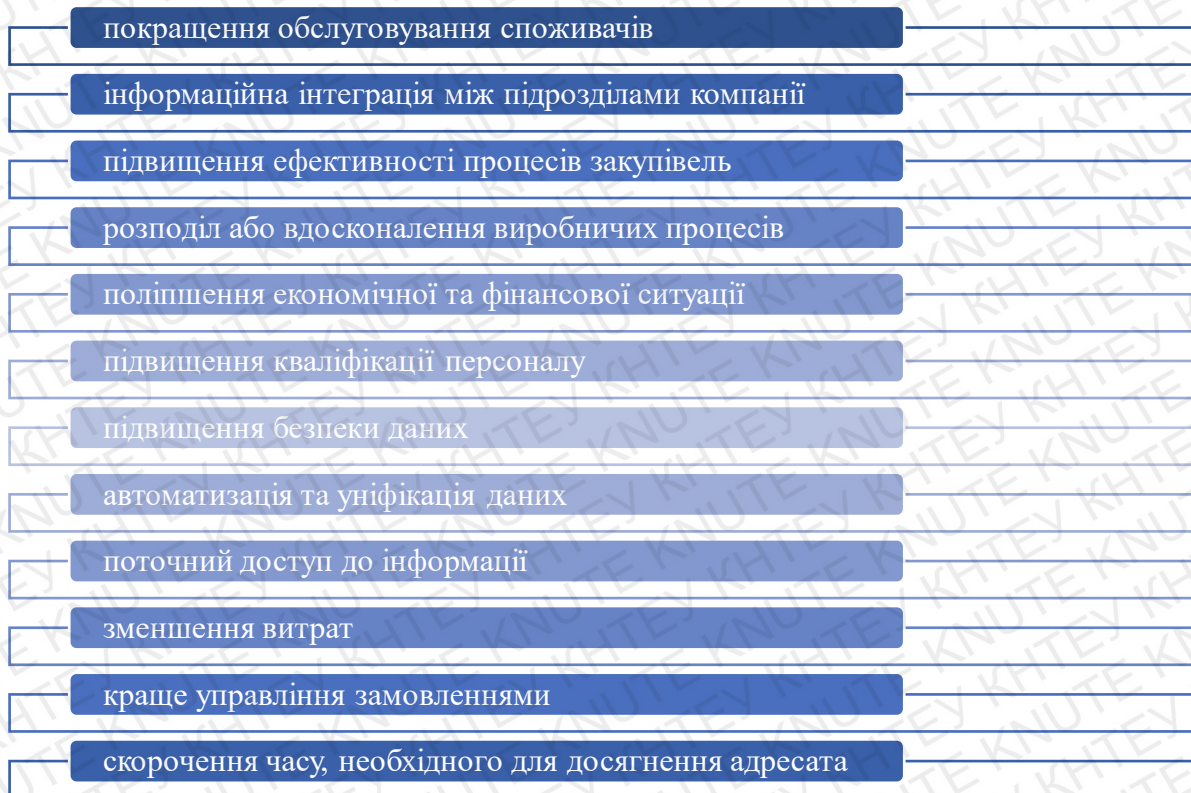 покращення обслуговування споживачів
інформаційна інтеграція між підрозділами компанії
підвищення ефективності процесів закупівель
розподіл або вдосконалення виробничих процесів
поліпшення економічної та фінансової ситуації
підвищення кваліфікації персоналу
підвищення безпеки даних
автоматизація та уніфікація даних
поточний доступ до інформації
зменшення витрат
краще управління замовленнями
скорочення часу, необхідного для досягнення адресата